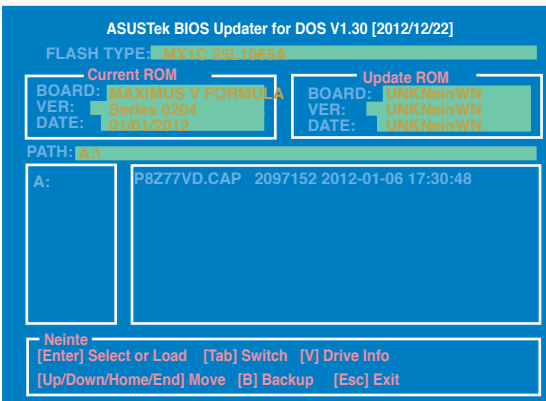 ASUSTek BIOS Updater for DOS V1.30 [2012/12/22]
FLASH TYPE: MX1C 25L1065A
Current ROM
BOARD: MAXIMUS V FORMULA
VER: Series 0204
DATE: 01/01/2012
Update ROM
BOARD: UNKNeinWN
VER: UNKNeinWN
DATE: UNKNeinWN
PATH: A:\
A:
P8Z77VD.CAP 2097152 2012-01-06 17:30:48
Neinte
[Enter] Select or Load [Tab] Switch [V] Drive Info
[Up/Down/Home/End] Move [B] Backup [Esc] Exit